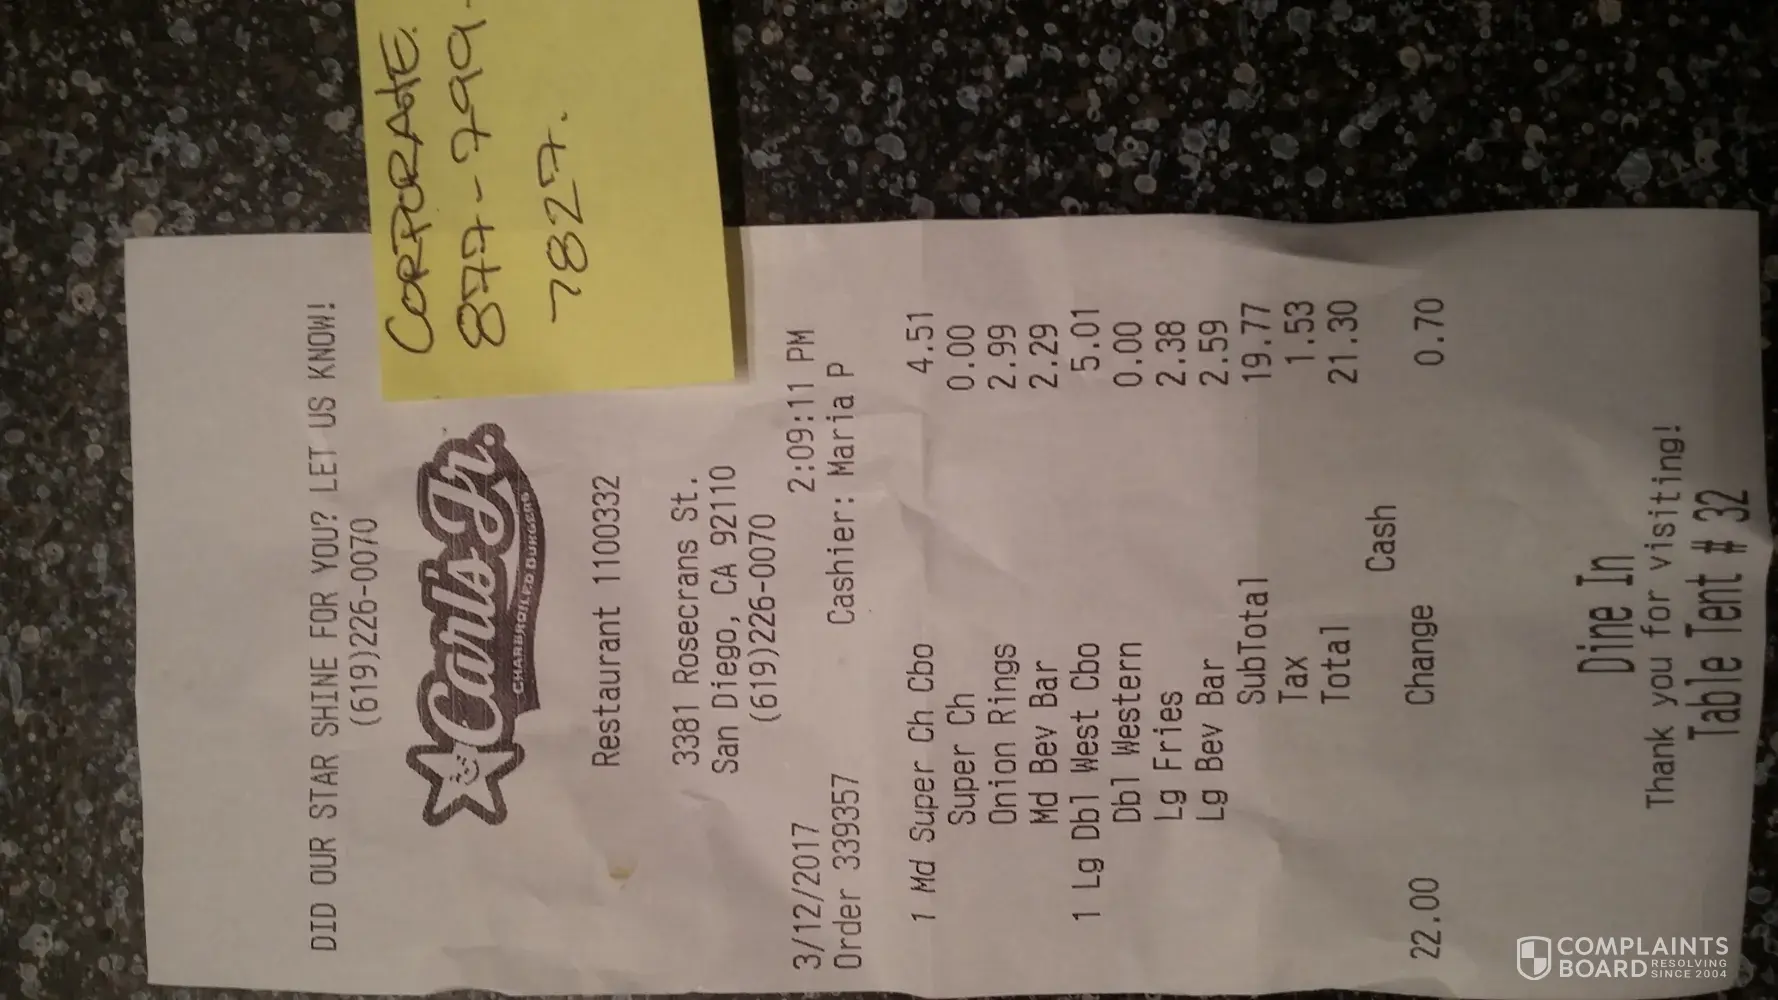 CORPORATE.
877-799-
7827.
DID OUR STAR SHINE FOR YOU? LET US KNOW!
(619)226-0070
Carl's Jr.
CHARBROILED BURGERS
Restaurant 1100332
3381 Rosecrans St.
San Diego, CA 92110
(619)226-0070
3/12/2017 2:09:11 PM
Order 339357 Cashier: Maria P
1 Md Super Ch Cbo 4.51
Super Ch 0.00
Onion Rings 2.99
Md Bev Bar 2.29
1 Lg Dbl West Cbo 5.01
Dbl Western 0.00
Lg Fries 2.38
Lg Bev Bar 2.59
SubTotal 19.77
Tax 1.53
Total 21.30
Cash
22.00 Change 0.70
Dine In
Thank you for visiting!
Table Tent # 32
COMPLAINTS
BOARD RESOLVING
SINCE 2004